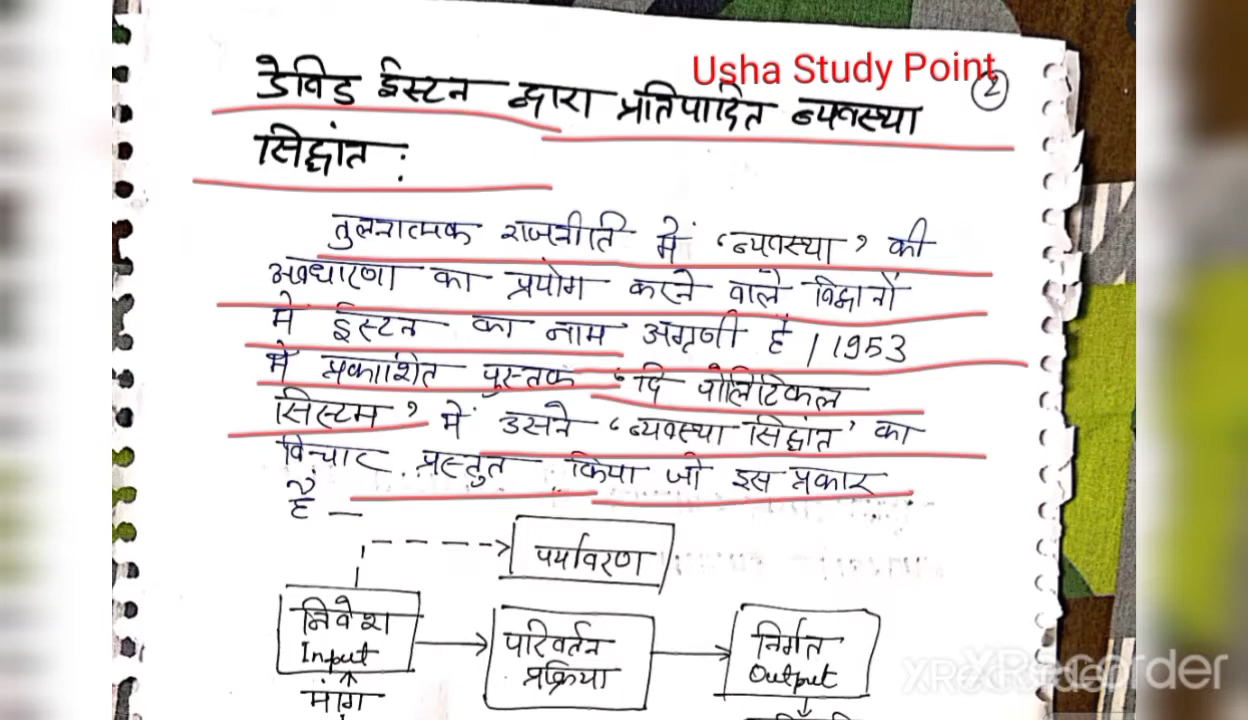 Usha Study Point
2
डेविड ईस्टन द्वारा प्रतिपादित व्यवस्था
सिद्धांत :
तुलनात्मक राजनीति में ‘व्यवस्था’ की
अवधारणा का प्रयोग करने वाले विद्वानों
में ईस्टन का नाम अग्रणी है | 1953
में प्रकाशित पुस्तक ‘दि पोलिटिकल
सिस्टम’ में उसने ‘व्यवस्था सिद्धांत’ का
विचार प्रस्तुत किया जो इस प्रकार
है —
पर्यावरण
निवेश
Input
परिवर्तन
प्रक्रिया
निर्गत
Output
मांग
XRecorder